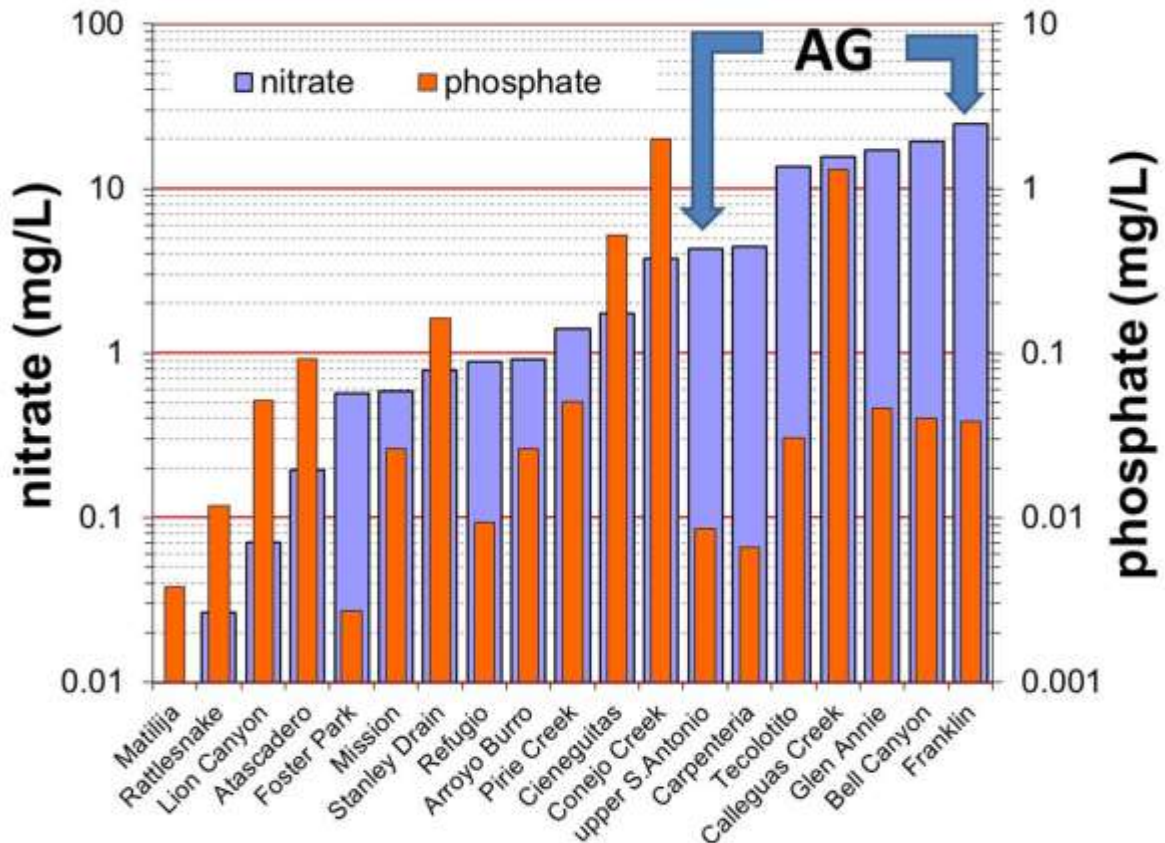 100
10
1
0.1
0.01
nitrate (mg/L)
nitrate phosphate
AG
10
1
0.1
0.01
0.001
phosphate (mg/L)
Matilija
Rattlesnake
Lion Canyon
Atascadero
Foster Park
Mission
Stanley Drain
Refugio
Arroyo Burro
Pirie Creek
Cieneguitas
Conejo Creek
upper S.Antonio
Carpenteria
Tecolotito
Calleguas Creek
Glen Annie
Bell Canyon
Franklin